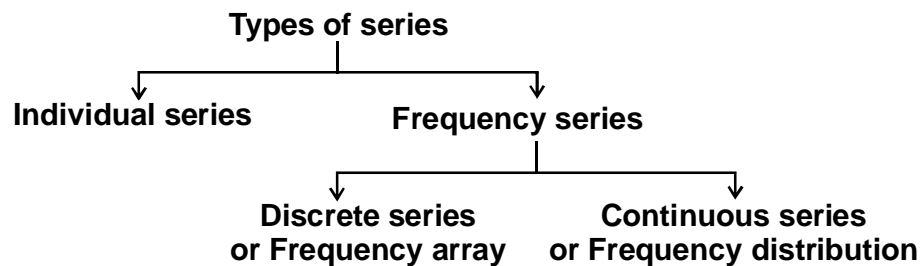 Types of series
Individual series
Frequency series
Discrete series
or Frequency array
Continuous series
or Frequency distribution